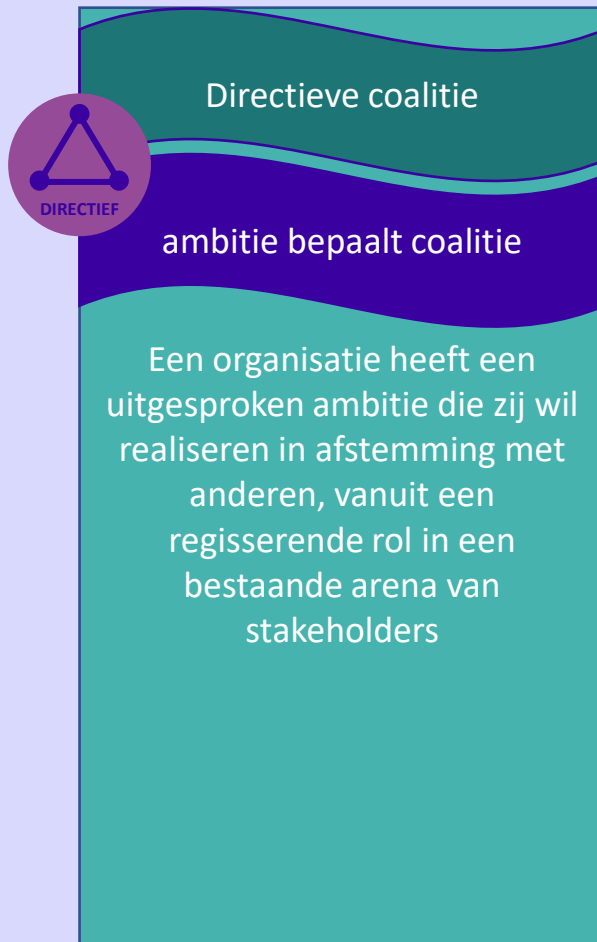 Directieve coalitie
DIRECTIEF
ambitie bepaalt coalitie
Een organisatie heeft een
uitgesproken ambitie die zij wil
realiseren in afstemming met
anderen, vanuit een
regisserende rol in een
bestaande arena van
stakeholders